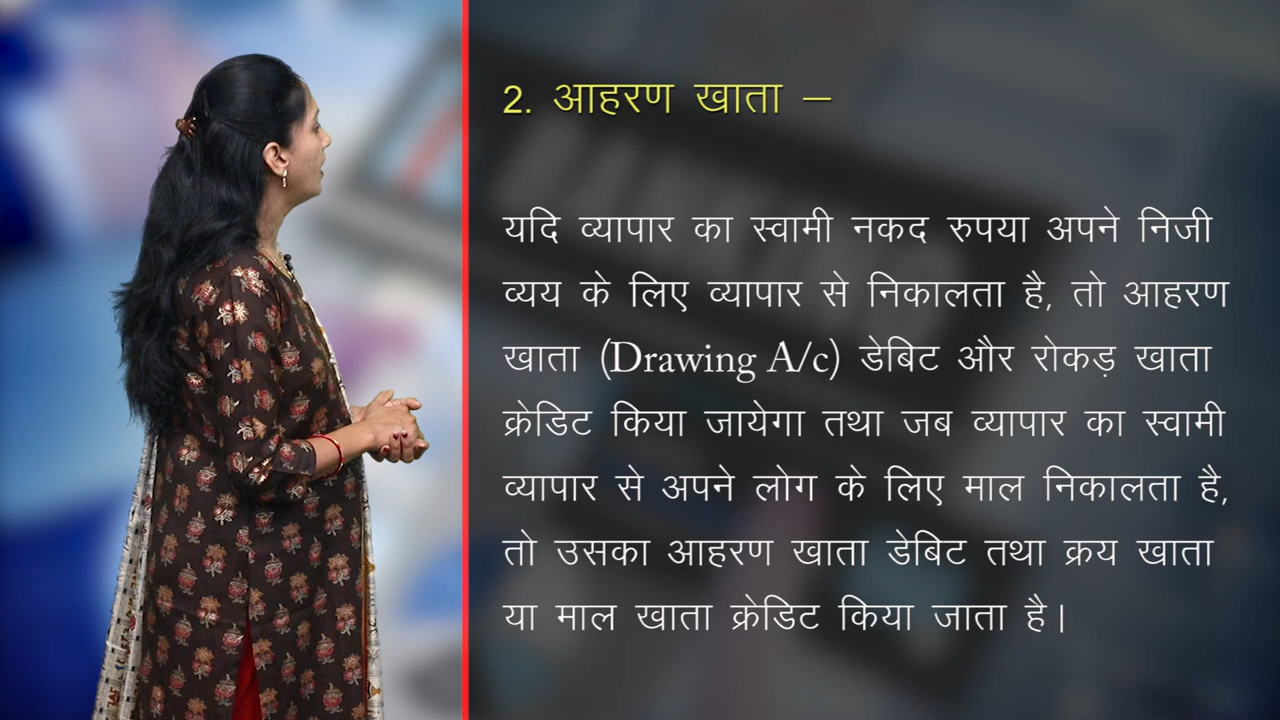 2. आहरण खाता –
यदि व्यापार का स्वामी नकद रुपया अपने निजी
व्यय के लिए व्यापार से निकालता है, तो आहरण
खाता (Drawing A/c) डेबिट और रोकड़ खाता
क्रेडिट किया जायेगा तथा जब व्यापार का स्वामी
व्यापार से अपने लोग के लिए माल निकालता है,
तो उसका आहरण खाता डेबिट तथा क्रय खाता
या माल खाता क्रेडिट किया जाता है।